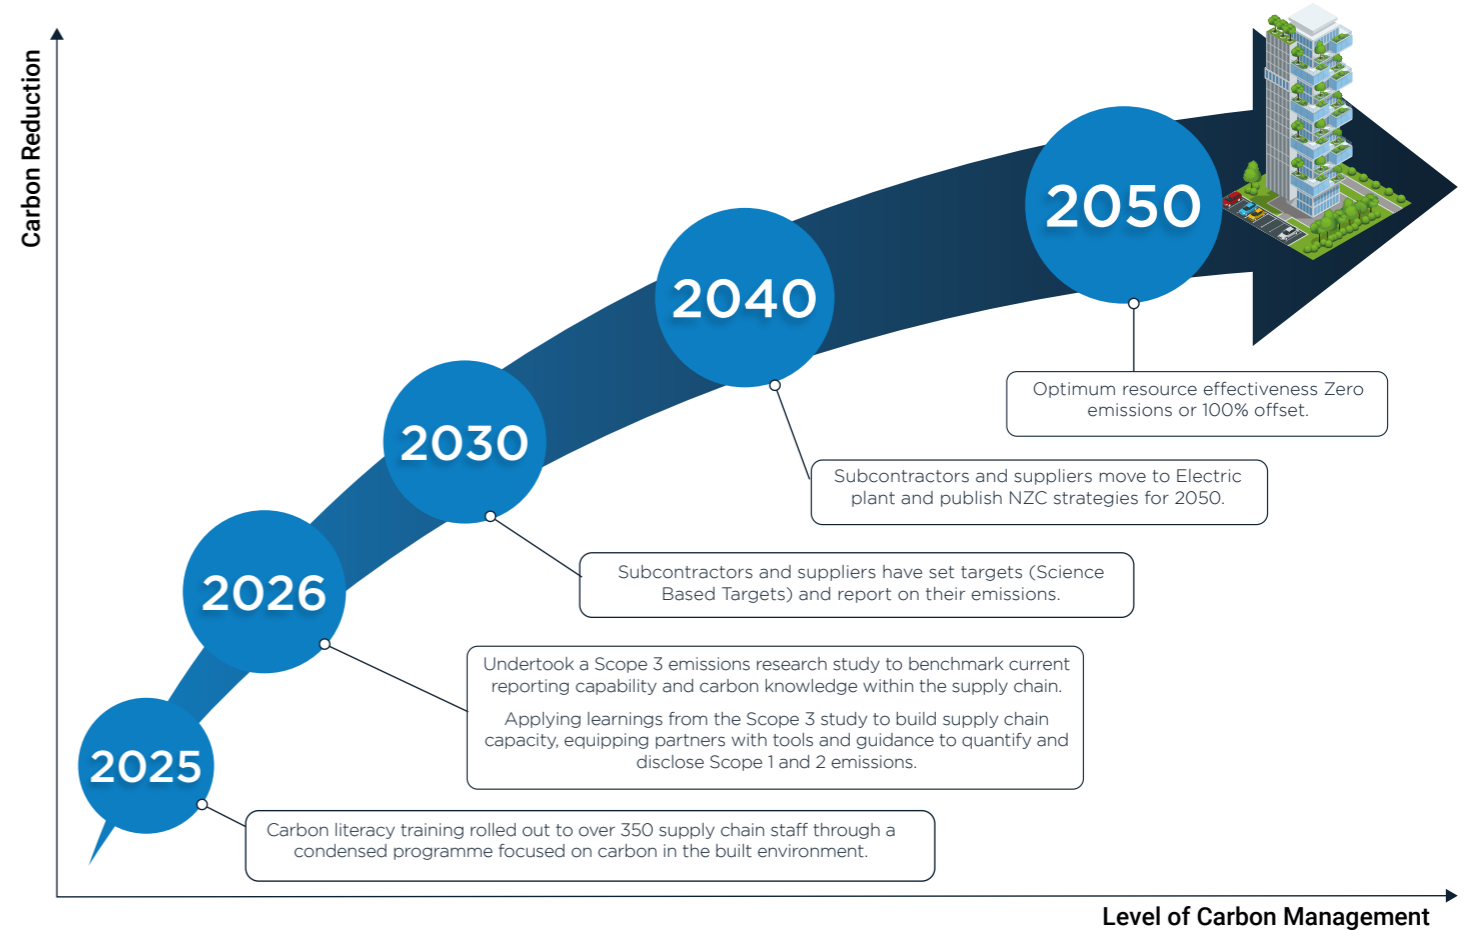 Carbon Reduction
2050
2040
2030
2026
2025
Optimum resource effectiveness Zero
emissions or 100% offset.
Subcontractors and suppliers move to Electric
plant and publish NZC strategies for 2050.
Subcontractors and suppliers have set targets (Science
Based Targets) and report on their emissions.
Undertook a Scope 3 emissions research study to benchmark current
reporting capability and carbon knowledge within the supply chain.
Applying learnings from the Scope 3 study to build supply chain
capacity, equipping partners with tools and guidance to quantify and
disclose Scope 1 and 2 emissions.
Carbon literacy training rolled out to over 350 supply chain staff through a
condensed programme focused on carbon in the built environment.
Level of Carbon Management